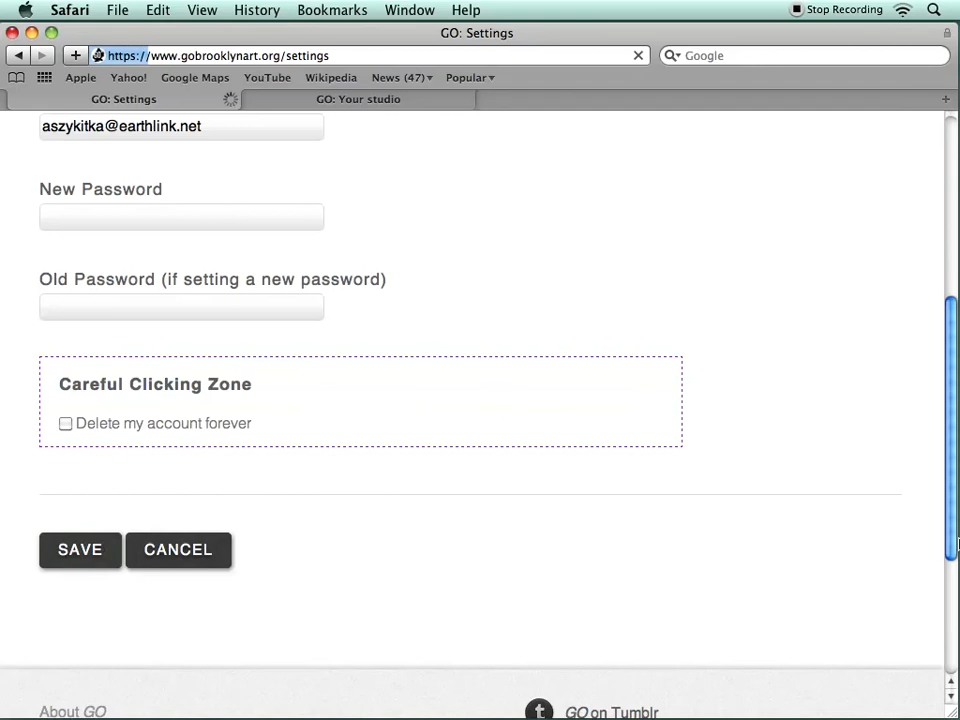 Safari File Edit View History Bookmarks Window Help Stop Recording
GO: Settings
https://www.gobrooklynart.org/settings Google
Apple Yahoo! Google Maps YouTube Wikipedia News (47) Popular
GO: Settings GO: Your studio
aszykitka@earthlink.net
New Password
Old Password (if setting a new password)
Careful Clicking Zone
Delete my account forever
SAVE CANCEL
About GO t GO on Tumblr